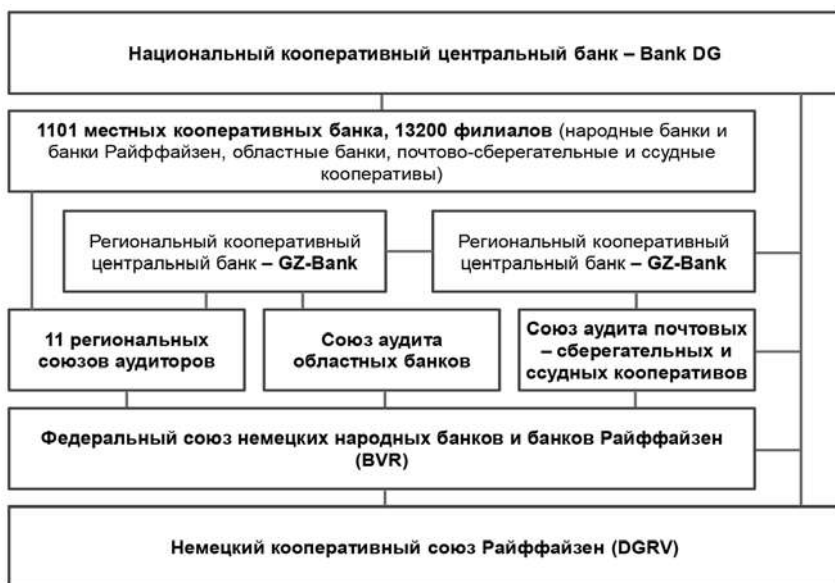 Национальный кооперативный центральный банк – Bank DG
1101 местных кооперативных банка, 13200 филиалов (народные банки и
банки Райффайзен, областные банки, почтово-сберегательные и ссудные
кооперативы)
Региональный кооперативный
центральный банк – GZ-Bank
Региональный кооперативный
центральный банк – GZ-Bank
11 региональных
союзов аудиторов
Союз аудита
областных банков
Союз аудита почтовых
– сберегательных и
ссудных кооперативов
Федеральный союз немецких народных банков и банков Райффайзен
(BVR)
Немецкий кооперативный союз Райффайзен (DGRV)